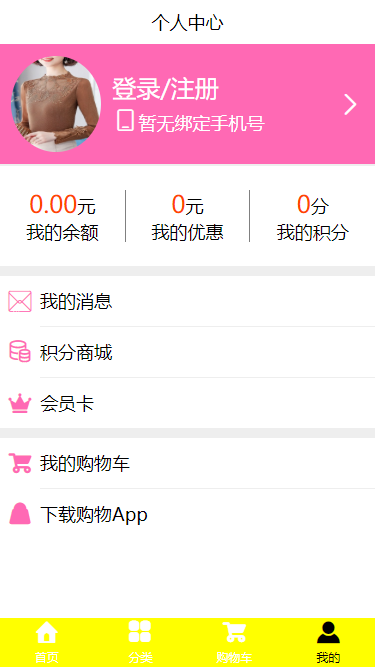 个人中心
登录/注册
暂无绑定手机号
0.00元 0元 0分
我的余额 我的优惠 我的积分
我的消息
积分商城
会员卡
我的购物车
下载购物App
首页 分类 购物车 我的